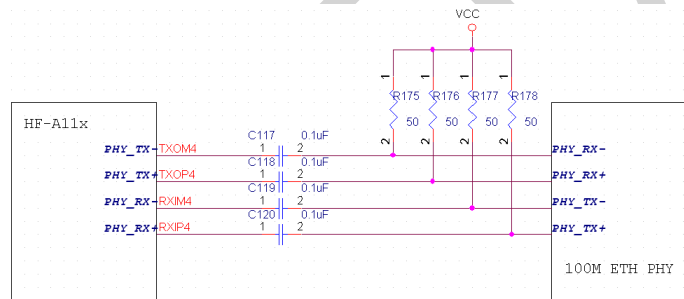 VCC
1 1 1 1
R175 R176 R177 R178
50 50 50 50
2 2 2 2
HF-A11x
100M ETH PHY
C117 0.1uF
PHY_TX- TXOM4 1 2 PHY_RX-
C118 0.1uF
PHY_TX+ TXOP4 1 2 PHY_RX+
C119 0.1uF
PHY_RX- RXIM4 1 2 PHY_TX-
C120 0.1uF
PHY_RX+ RXIP4 1 2 PHY_TX+